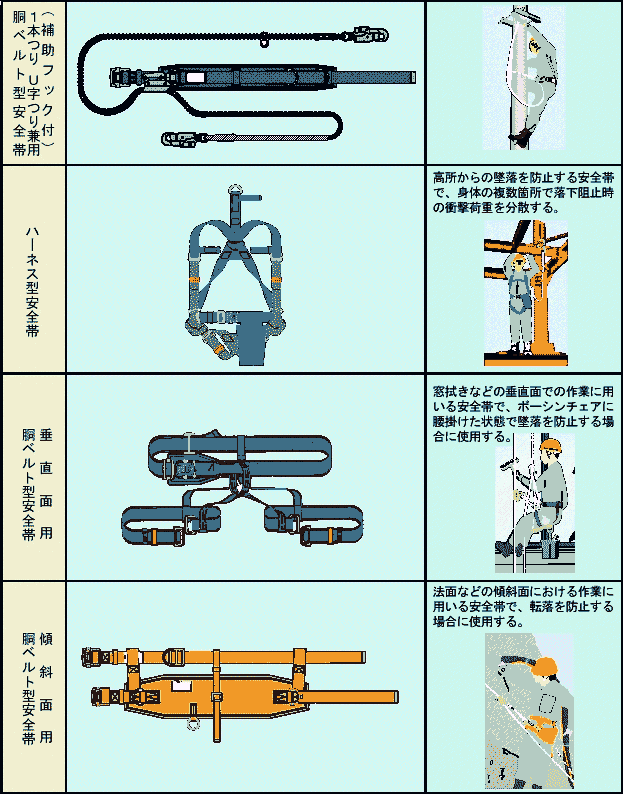 （補助フック付）
１本つり Ｕ字つり兼用
胴ベルト型安全帯
ハーネス型安全帯
高所からの墜落を防止する安全帯
で、身体の複数箇所で落下阻止時
の衝撃荷重を分散する。
垂直面用
胴ベルト型安全帯
窓拭きなどの垂直面での作業に用
いる安全帯で、ボーシンチェアに
腰掛けた状態で墜落を防止する場
合に使用する。
傾斜面用
胴ベルト型安全帯
法面などの傾斜面における作業に
用いる安全帯で、転落を防止する
場合に使用する。